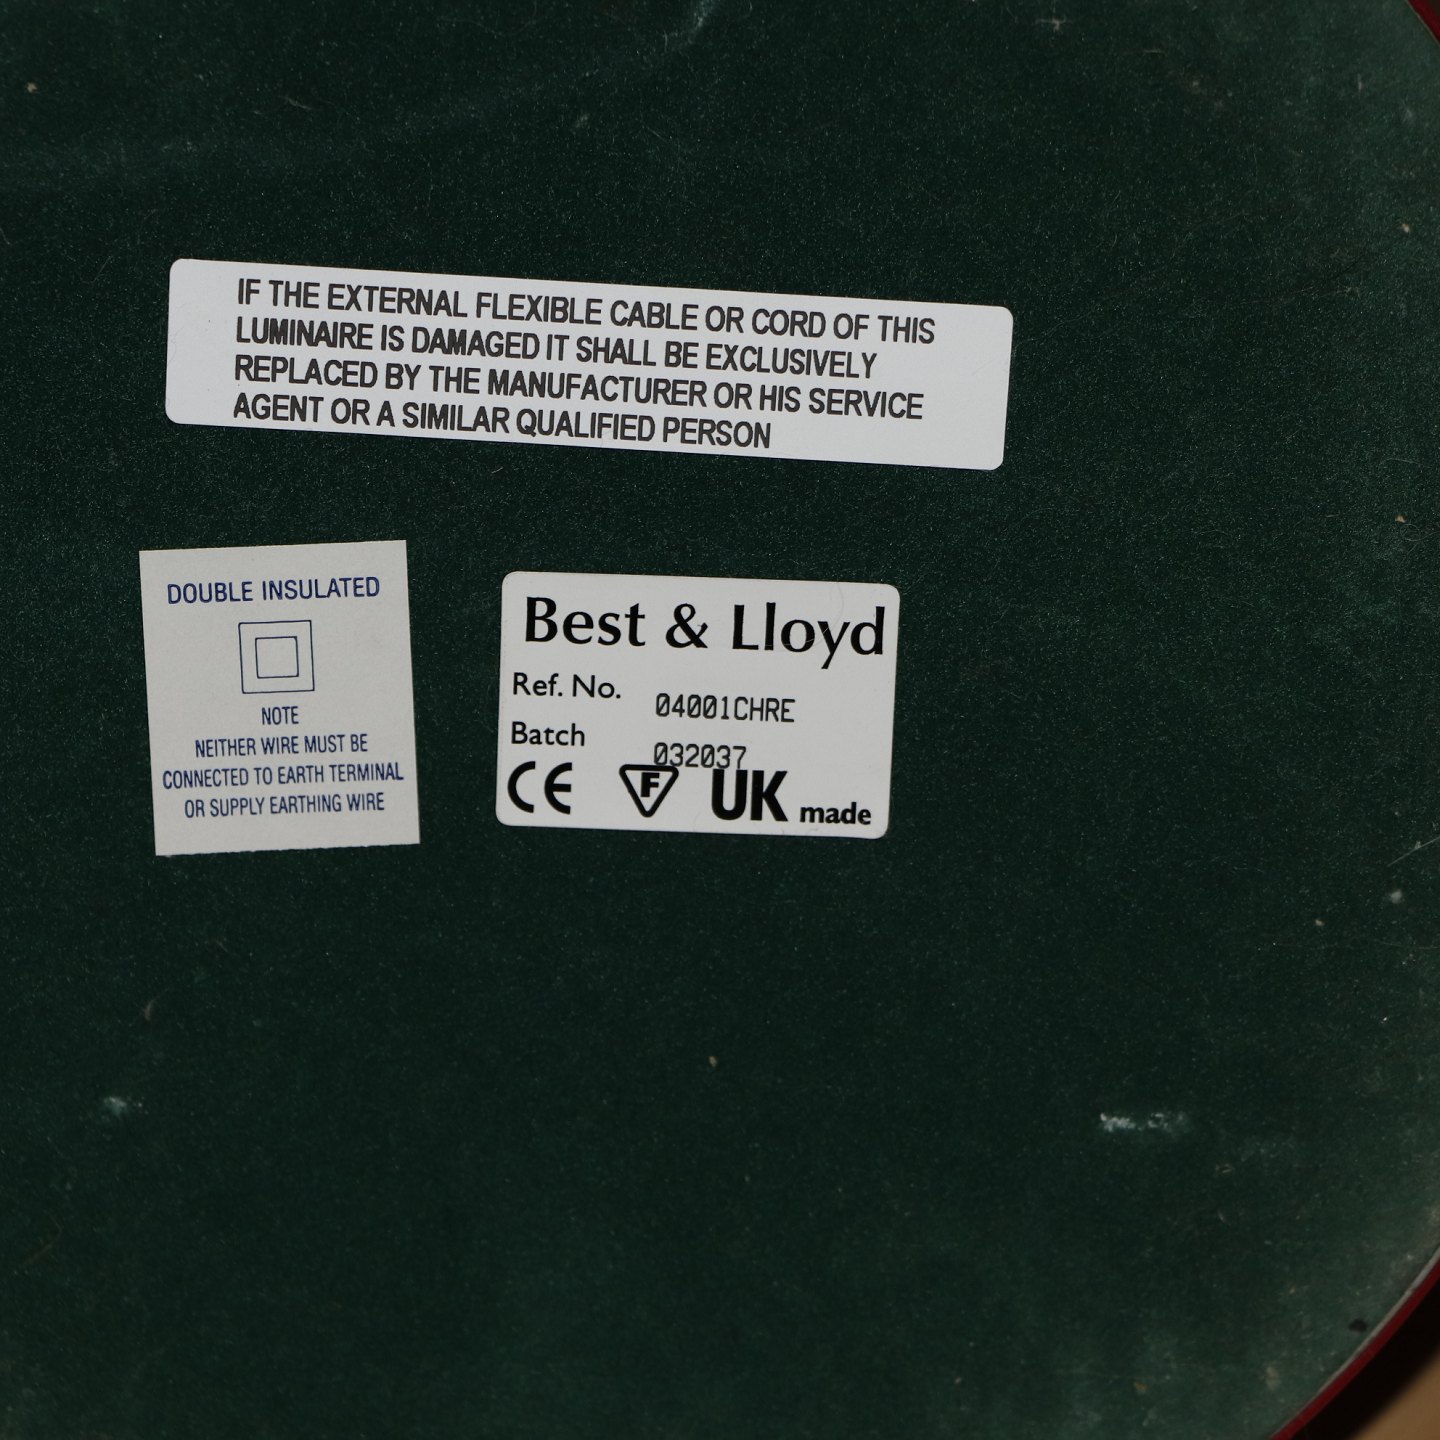 IF THE EXTERNAL FLEXIBLE CABLE OR CORD OF THIS
LUMINAIRE IS DAMAGED IT SHALL BE EXCLUSIVELY
REPLACED BY THE MANUFACTURER OR HIS SERVICE
AGENT OR A SIMILAR QUALIFIED PERSON
DOUBLE INSULATED
NOTE
NEITHER WIRE MUST BE
CONNECTED TO EARTH TERMINAL
OR SUPPLY EARTHING WIRE
Best & Lloyd
Ref. No. 04001CHRE
Batch 032037
CE F UK made